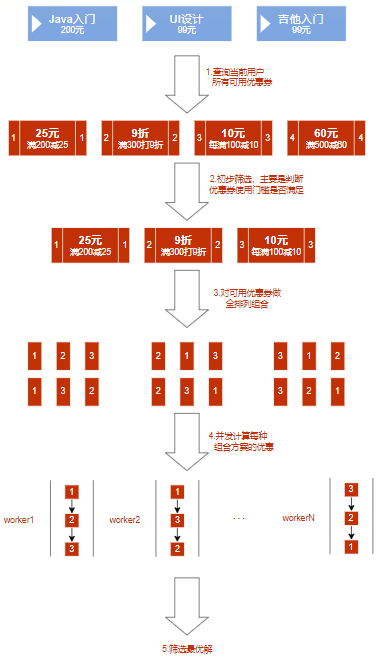 Java入门
200元
UI设计
99元
吉他入门
99元
1.查询当前用户
所有可用优惠券
1
25元
满200减25
1
2
9折
满300打9折
2
3
10元
每满100减10
3
4
60元
满500减60
4
2.初步筛选，主要是判断
优惠券使用门槛是否满足
1
25元
满200减25
1
2
9折
满300打9折
2
3
10元
每满100减10
3
3.对可用优惠券做
全排列组合
1 2 3
2 1 3
3 1 2
1 3 2
2 3 1
3 2 1
4.并发计算每种
组合方案的优惠
worker1
1
2
3
worker2
1
3
2
...
workerN
3
2
1
5.筛选最优解